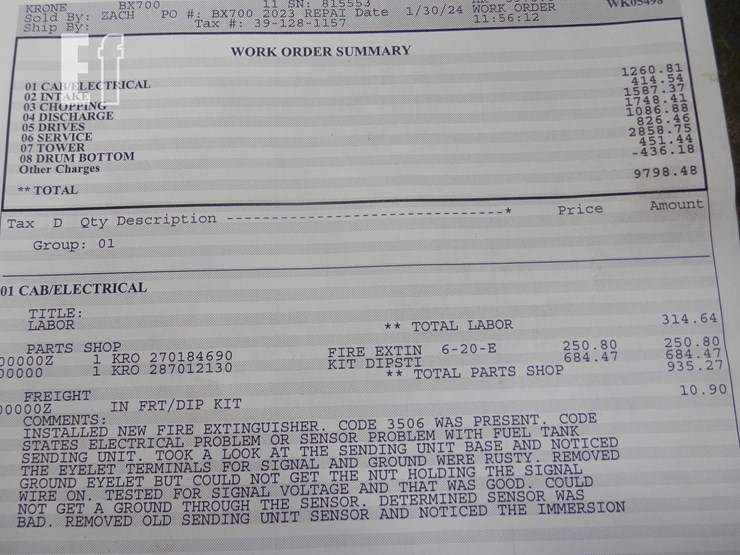 KRONE BX700 11 SN: 815553 WORK ORDER WK05498
Sold By: ZACH PO #: BX700 2023 REPAI Date 1/30/24 11:56:12
Ship By: Tax #: 39-128-1157
Ff
WORK ORDER SUMMARY
01 CAB/ELECTRICAL 1260.81
02 INTAKE 414.54
03 CHOPPING 1587.37
04 DISCHARGE 1748.41
05 DRIVES 1086.88
06 SERVICE 826.46
07 TOWER 2858.75
08 DRUM BOTTOM 451.44
Other Charges -436.18
** TOTAL 9798.48
Tax D Qty Description -------------------------------* Price Amount
Group: 01
01 CAB/ELECTRICAL
TITLE:
LABOR ** TOTAL LABOR 314.64
PARTS SHOP
00000Z 1 KRO 270184690 FIRE EXTIN 6-20-E 250.80 250.80
00000 1 KRO 287012130 KIT DIPSTI 684.47 684.47
** TOTAL PARTS SHOP 935.27
FREIGHT
00000Z IN FRT/DIP KIT 10.90
COMMENTS:
INSTALLED NEW FIRE EXTINGUISHER. CODE 3506 WAS PRESENT. CODE
STATES ELECTRICAL PROBLEM OR SENSOR PROBLEM WITH FUEL TANK
SENDING UNIT. TOOK A LOOK AT THE SENDING UNIT BASE AND NOTICED
THE EYELET TERMINALS FOR SIGNAL AND GROUND WERE RUSTY. REMOVED
GROUND EYELET BUT COULD NOT GET THE NUT HOLDING THE SIGNAL
WIRE ON. TESTED FOR SIGNAL VOLTAGE AND THAT WAS GOOD. COULD
NOT GET A GROUND THROUGH THE SENSOR. DETERMINED SENSOR WAS
BAD. REMOVED OLD SENDING UNIT SENSOR AND NOTICED THE IMMERSION